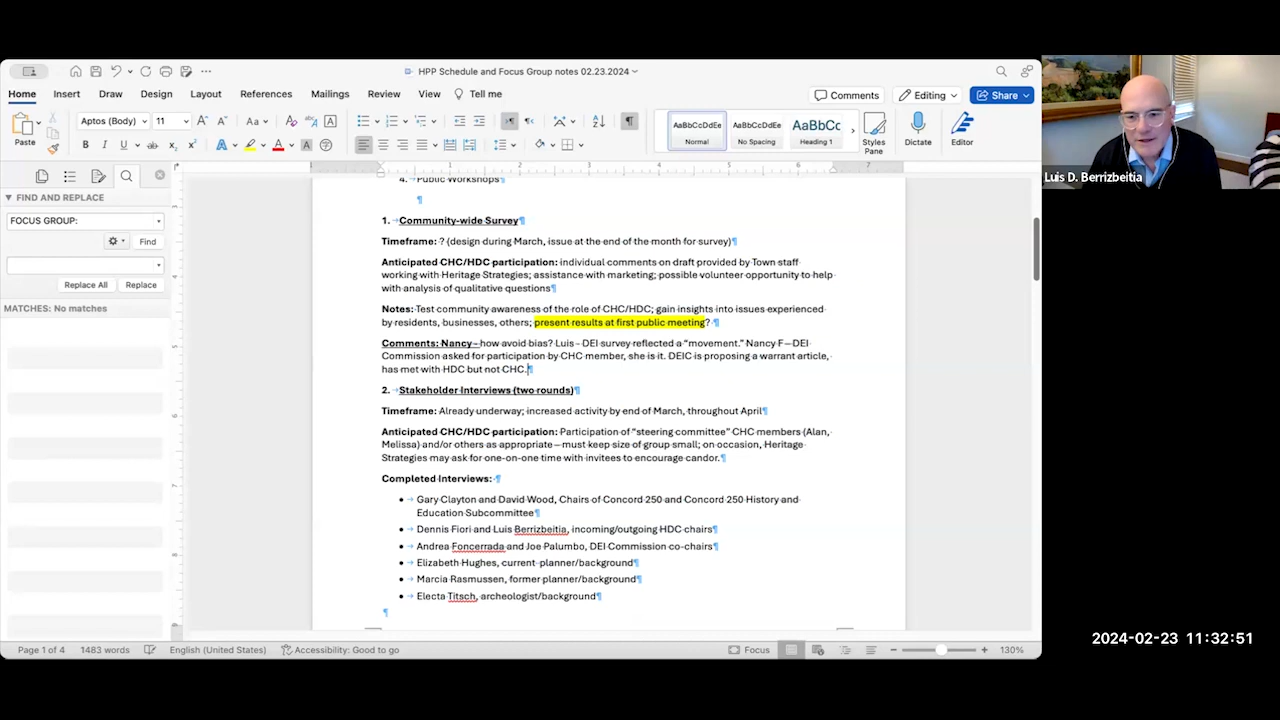 HPP Schedule and Focus Group notes 02.23.2024
Home Insert Draw Design Layout References Mailings Review View Tell me
Comments Editing Share
Paste
Aptos (Body) 11
AaBbCcDdEe AaBbCcDdEe AaBbCc
Normal No Spacing Heading 1
Styles Pane
Dictate
Editor
Luis D. Berrizbeitia
FIND AND REPLACE
FOCUS GROUP:
Find
Replace All Replace
MATCHES: No matches
4. Public Workshops¶
¶
1. Community-wide Survey¶
Timeframe: ? (design during March, issue at the end of the month for survey)¶
Anticipated CHC/HDC participation: individual comments on draft provided by Town staff
working with Heritage Strategies; assistance with marketing; possible volunteer opportunity to help
with analysis of qualitative questions¶
Notes: Test community awareness of the role of CHC/HDC; gain insights into issues experienced
by residents, businesses, others; present results at first public meeting? ¶
Comments: Nancy – how avoid bias? Luis – DEI survey reflected a “movement.” Nancy F—DEI
Commission asked for participation by CHC member, she is it. DEIC is proposing a warrant article,
has met with HDC but not CHC.¶
2. Stakeholder Interviews (two rounds)¶
Timeframe: Already underway; increased activity by end of March, throughout April¶
Anticipated CHC/HDC participation: Participation of “steering committee” CHC members (Alan,
Melissa) and/or others as appropriate – must keep size of group small; on occasion, Heritage
Strategies may ask for one-on-one time with invitees to encourage candor.¶
Completed Interviews: ¶
• Gary Clayton and David Wood, Chairs of Concord 250 and Concord 250 History and
Education Subcommittee¶
• Dennis Fiori and Luis Berrizbeitia, incoming/outgoing HDC chairs¶
• Andrea Foncerrada and Joe Palumbo, DEI Commission co-chairs¶
• Elizabeth Hughes, current planner/background¶
• Marcia Rasmussen, former planner/background¶
• Electa Titsch, archeologist/background¶
¶
Page 1 of 4 1483 words English (United States) Accessibility: Good to go Focus 130%
2024-02-23 11:32:51